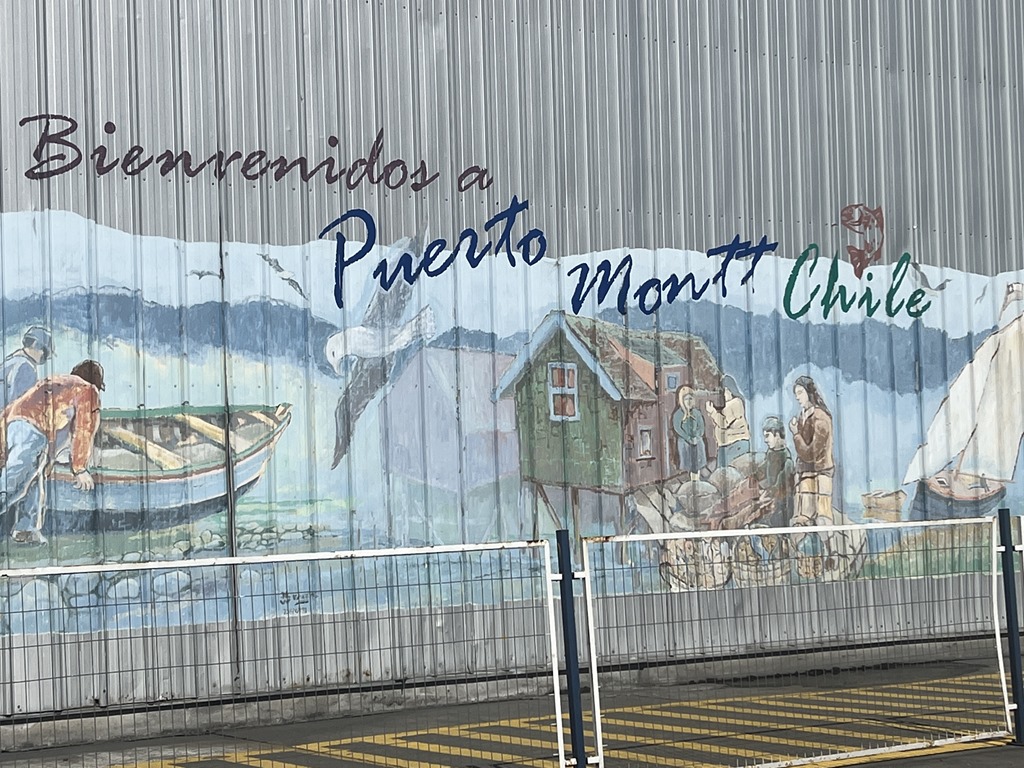 Bienvenidos a
Puerto Montt Chile